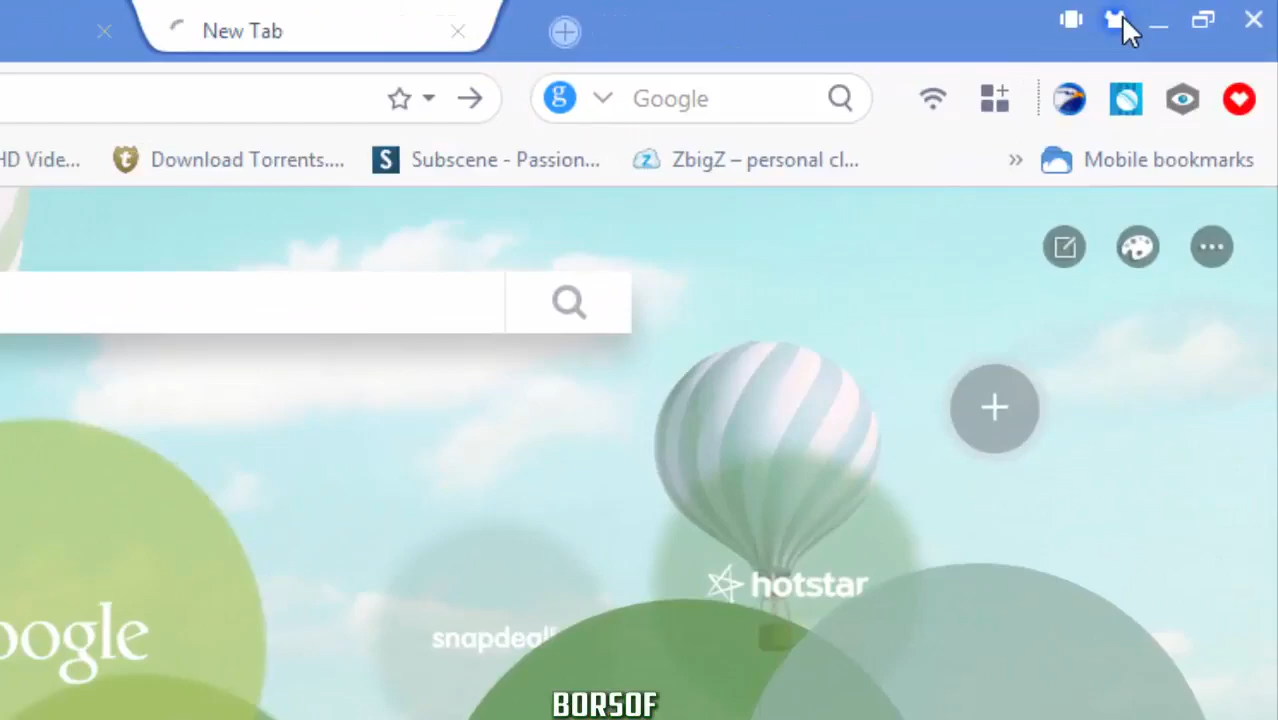 New Tab
g Google
HD Vide... t Download Torrents.... S Subscene - Passion... Z ZbigZ – personal cl... » Mobile bookmarks
hotstar
oogle snapdeal
BORSOF